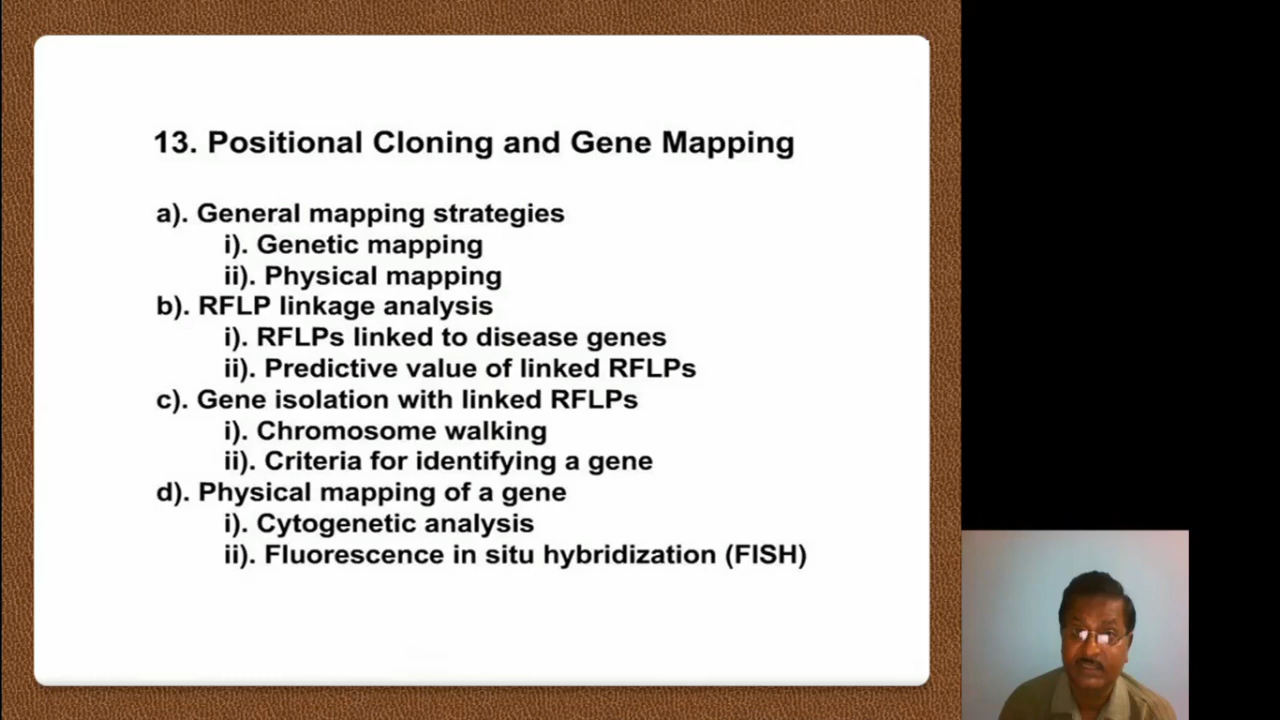 13. Positional Cloning and Gene Mapping
a). General mapping strategies
i). Genetic mapping
ii). Physical mapping
b). RFLP linkage analysis
i). RFLPs linked to disease genes
ii). Predictive value of linked RFLPs
c). Gene isolation with linked RFLPs
i). Chromosome walking
ii). Criteria for identifying a gene
d). Physical mapping of a gene
i). Cytogenetic analysis
ii). Fluorescence in situ hybridization (FISH)